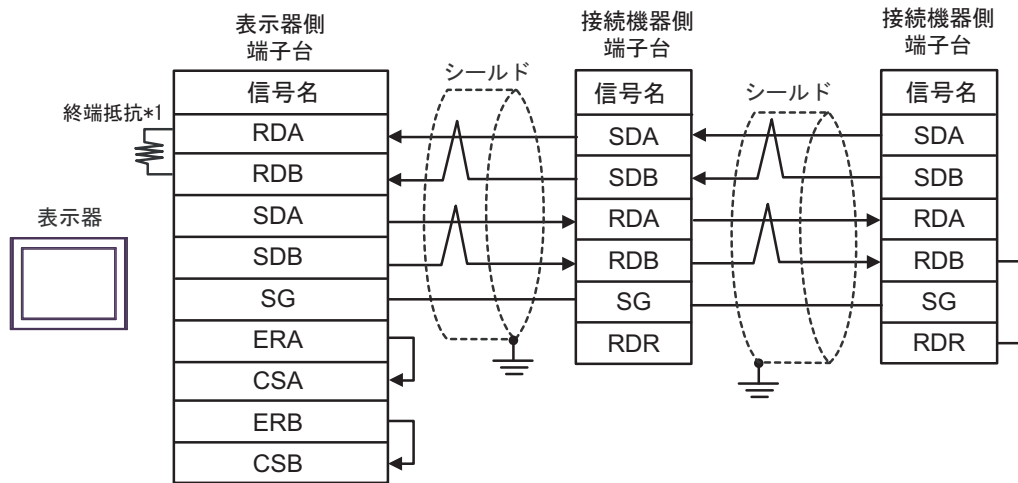 表示器側
端子台
信号名
RDA
RDB
SDA
SDB
SG
ERA
CSA
ERB
CSB
終端抵抗*1
表示器
シールド
接続機器側
端子台
信号名
SDA
SDB
RDA
RDB
SG
RDR
シールド
接続機器側
端子台
信号名
SDA
SDB
RDA
RDB
SG
RDR